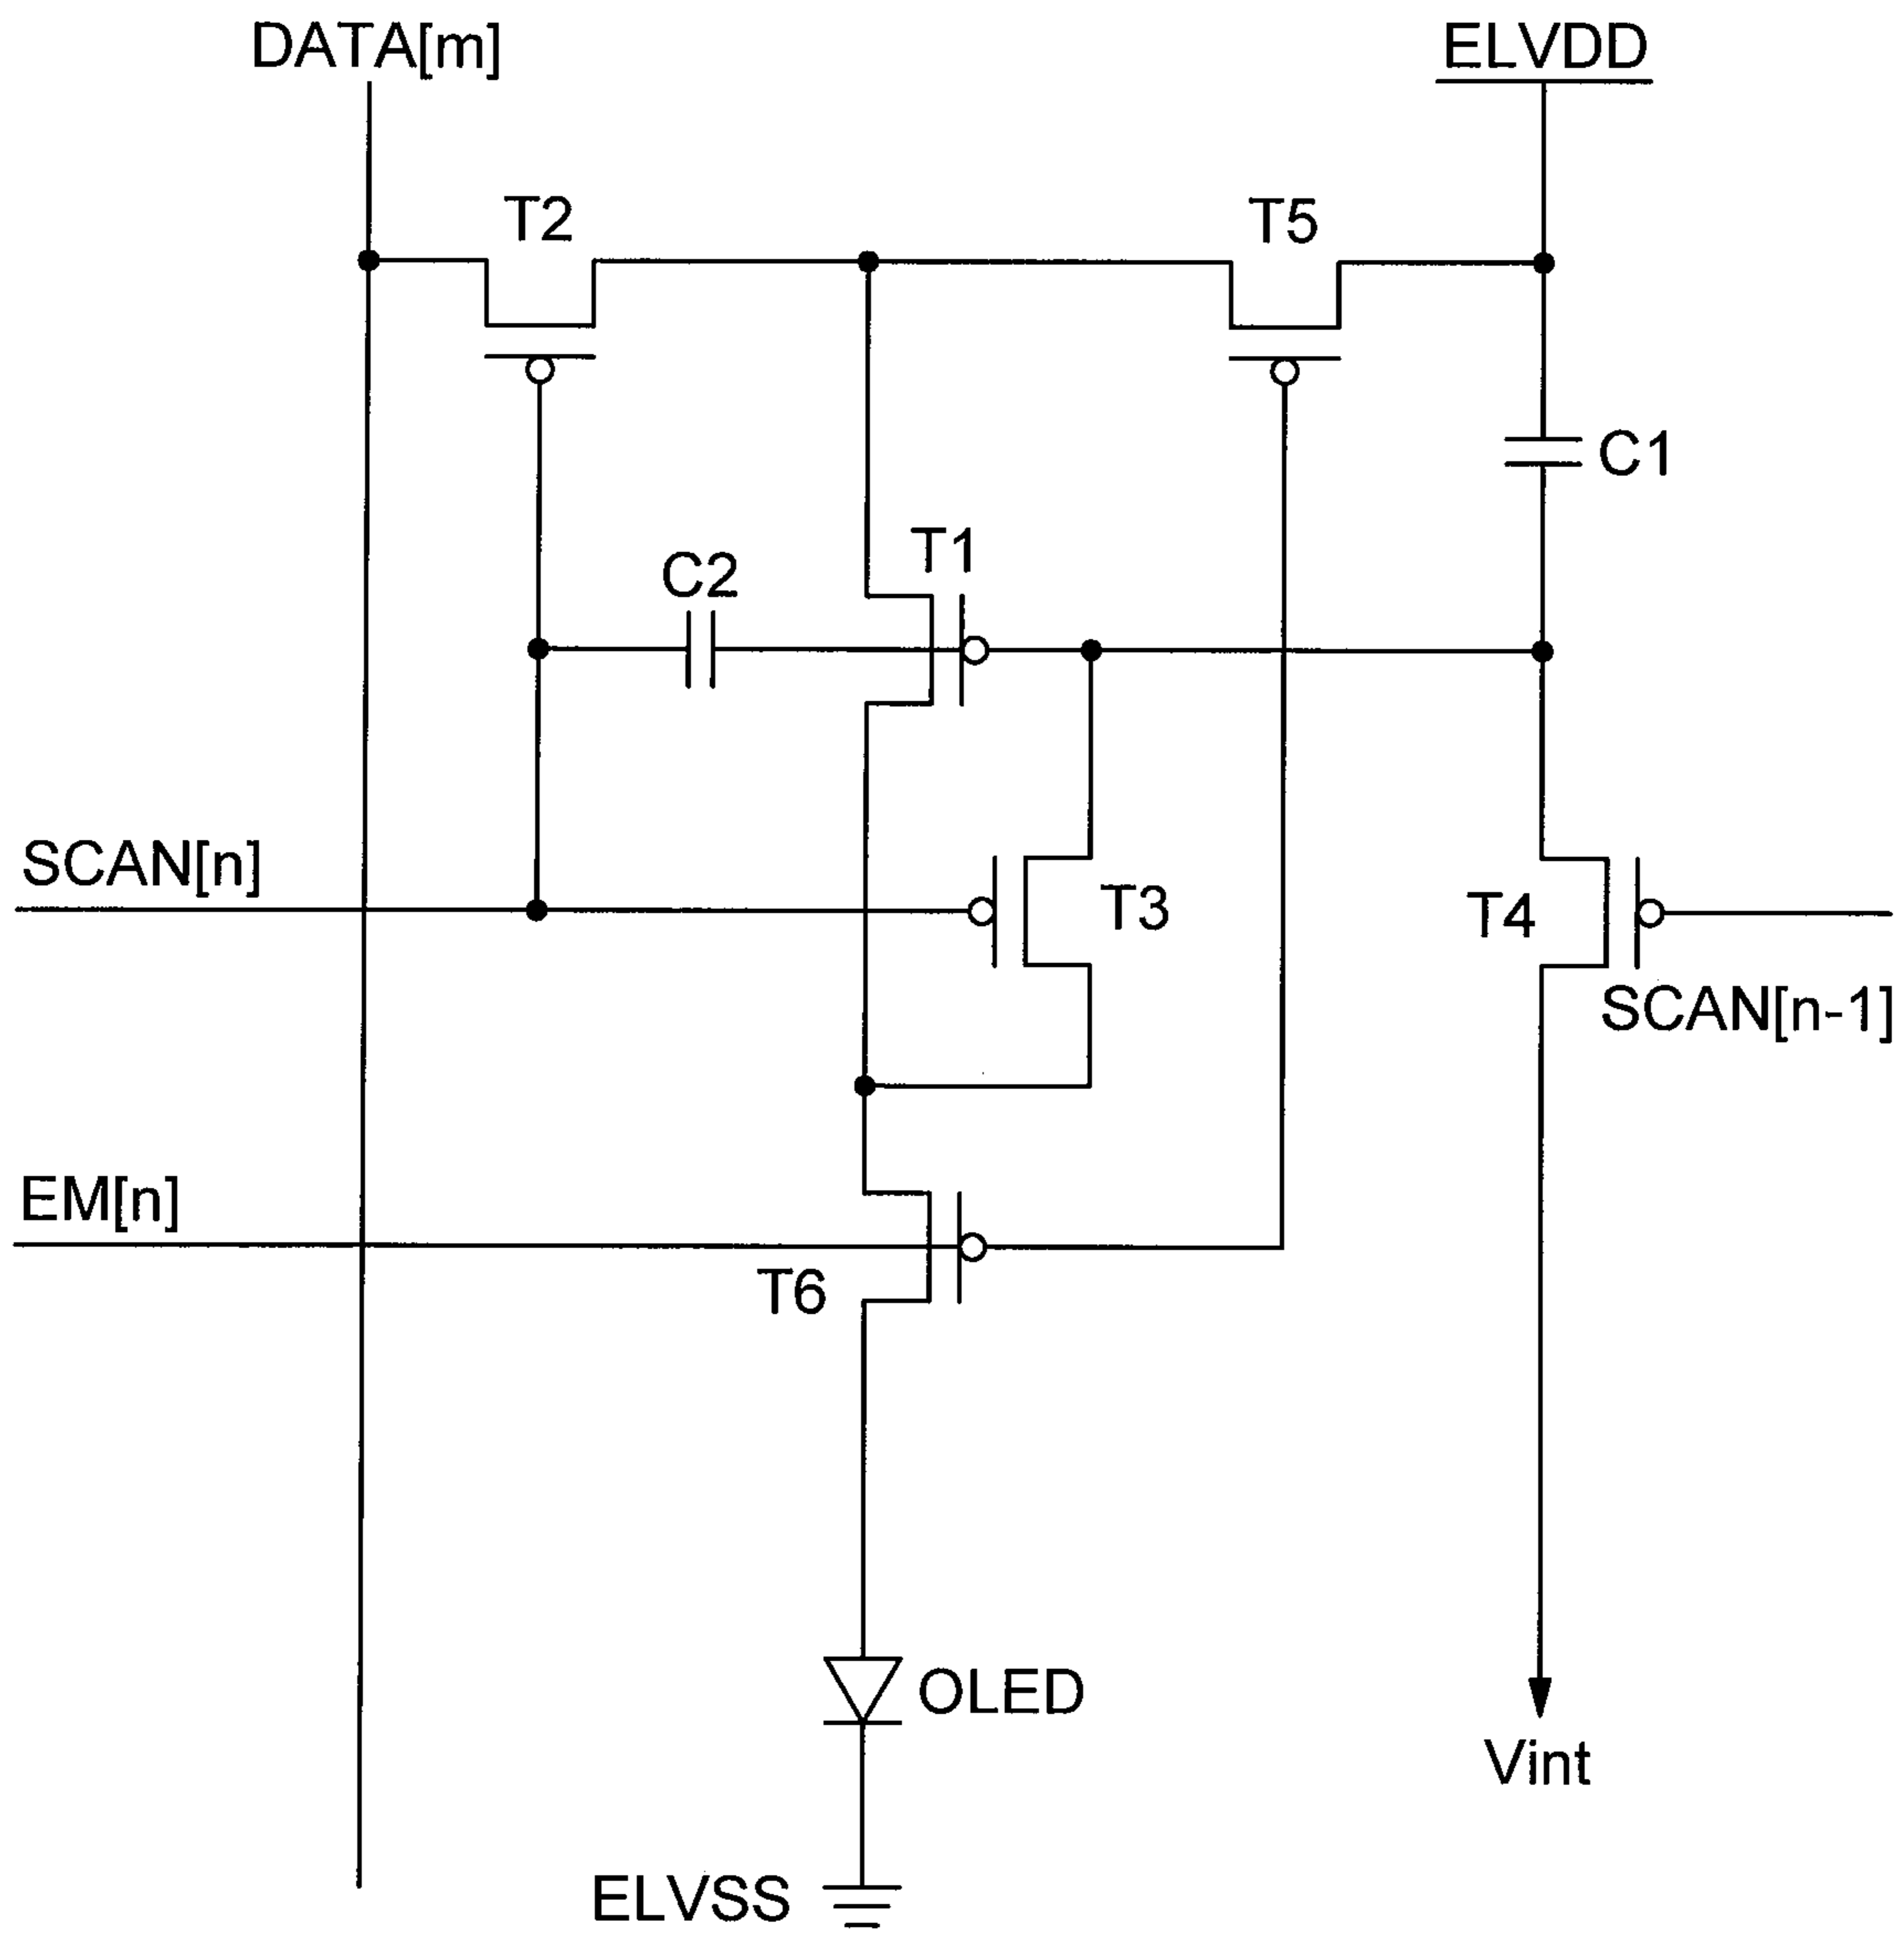 DATA[m]
ELVDD
T2
T5
C1
T1
C2
SCAN[n]
T3
T4
SCAN[n-1]
EM[n]
T6
OLED
Vint
ELVSS